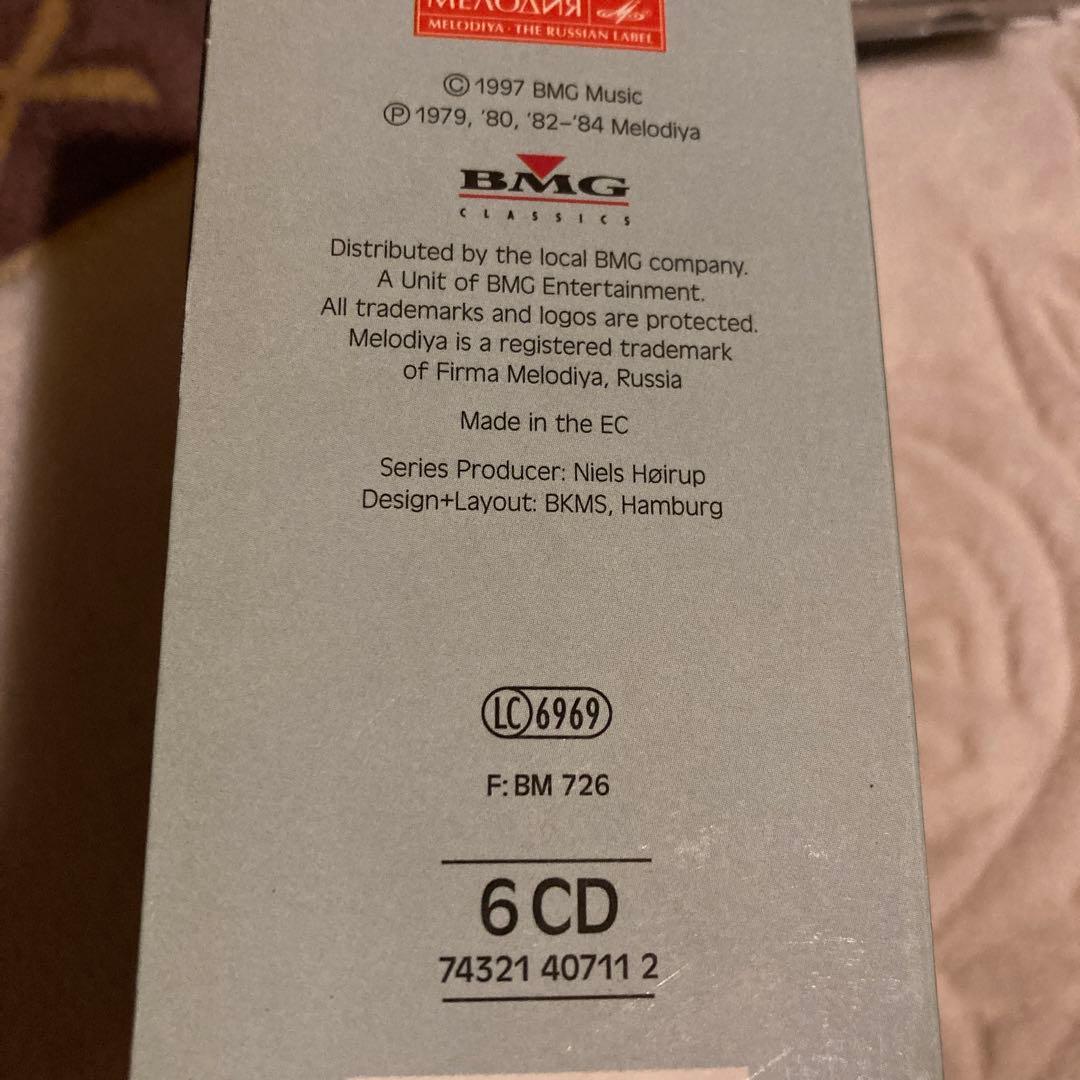 МЕЛОДИЯ
MELODIYA · THE RUSSIAN LABEL
© 1997 BMG Music
℗ 1979, '80, '82–'84 Melodiya
BMG
CLASSICS
Distributed by the local BMG company.
A Unit of BMG Entertainment.
All trademarks and logos are protected.
Melodiya is a registered trademark
of Firma Melodiya, Russia
Made in the EC
Series Producer: Niels Høirup
Design+Layout: BKMS, Hamburg
LC 6969
F: BM 726
6 CD
74321 40711 2